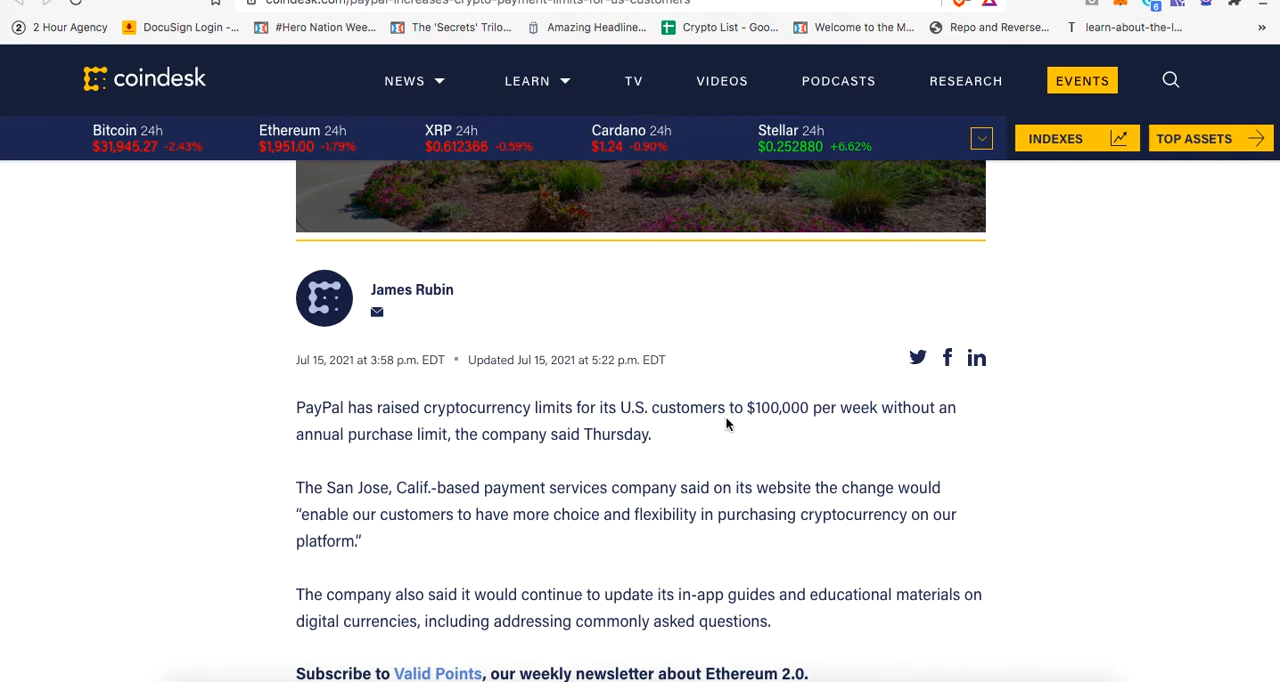 coindesk.com/paypal-increases-crypto-payment-limits-for-us-customers
2 Hour Agency DocuSign Login -... #Hero Nation Wee... The 'Secrets' Trilo... Amazing Headline... Crypto List - Goo... Welcome to the M... Repo and Reverse... T learn-about-the-l... »
coindesk NEWS LEARN TV VIDEOS PODCASTS RESEARCH EVENTS
Bitcoin 24h Ethereum 24h XRP 24h Cardano 24h Stellar 24h
$31,945.27 -2.43% $1,951.00 -1.79% $0.612366 -0.59% $1.24 -0.90% $0.252880 +6.62%
INDEXES TOP ASSETS
James Rubin
Jul 15, 2021 at 3:58 p.m. EDT • Updated Jul 15, 2021 at 5:22 p.m. EDT
PayPal has raised cryptocurrency limits for its U.S. customers to $100,000 per week without an
annual purchase limit, the company said Thursday.
The San Jose, Calif.-based payment services company said on its website the change would
“enable our customers to have more choice and flexibility in purchasing cryptocurrency on our
platform.”
The company also said it would continue to update its in-app guides and educational materials on
digital currencies, including addressing commonly asked questions.
Subscribe to Valid Points, our weekly newsletter about Ethereum 2.0.